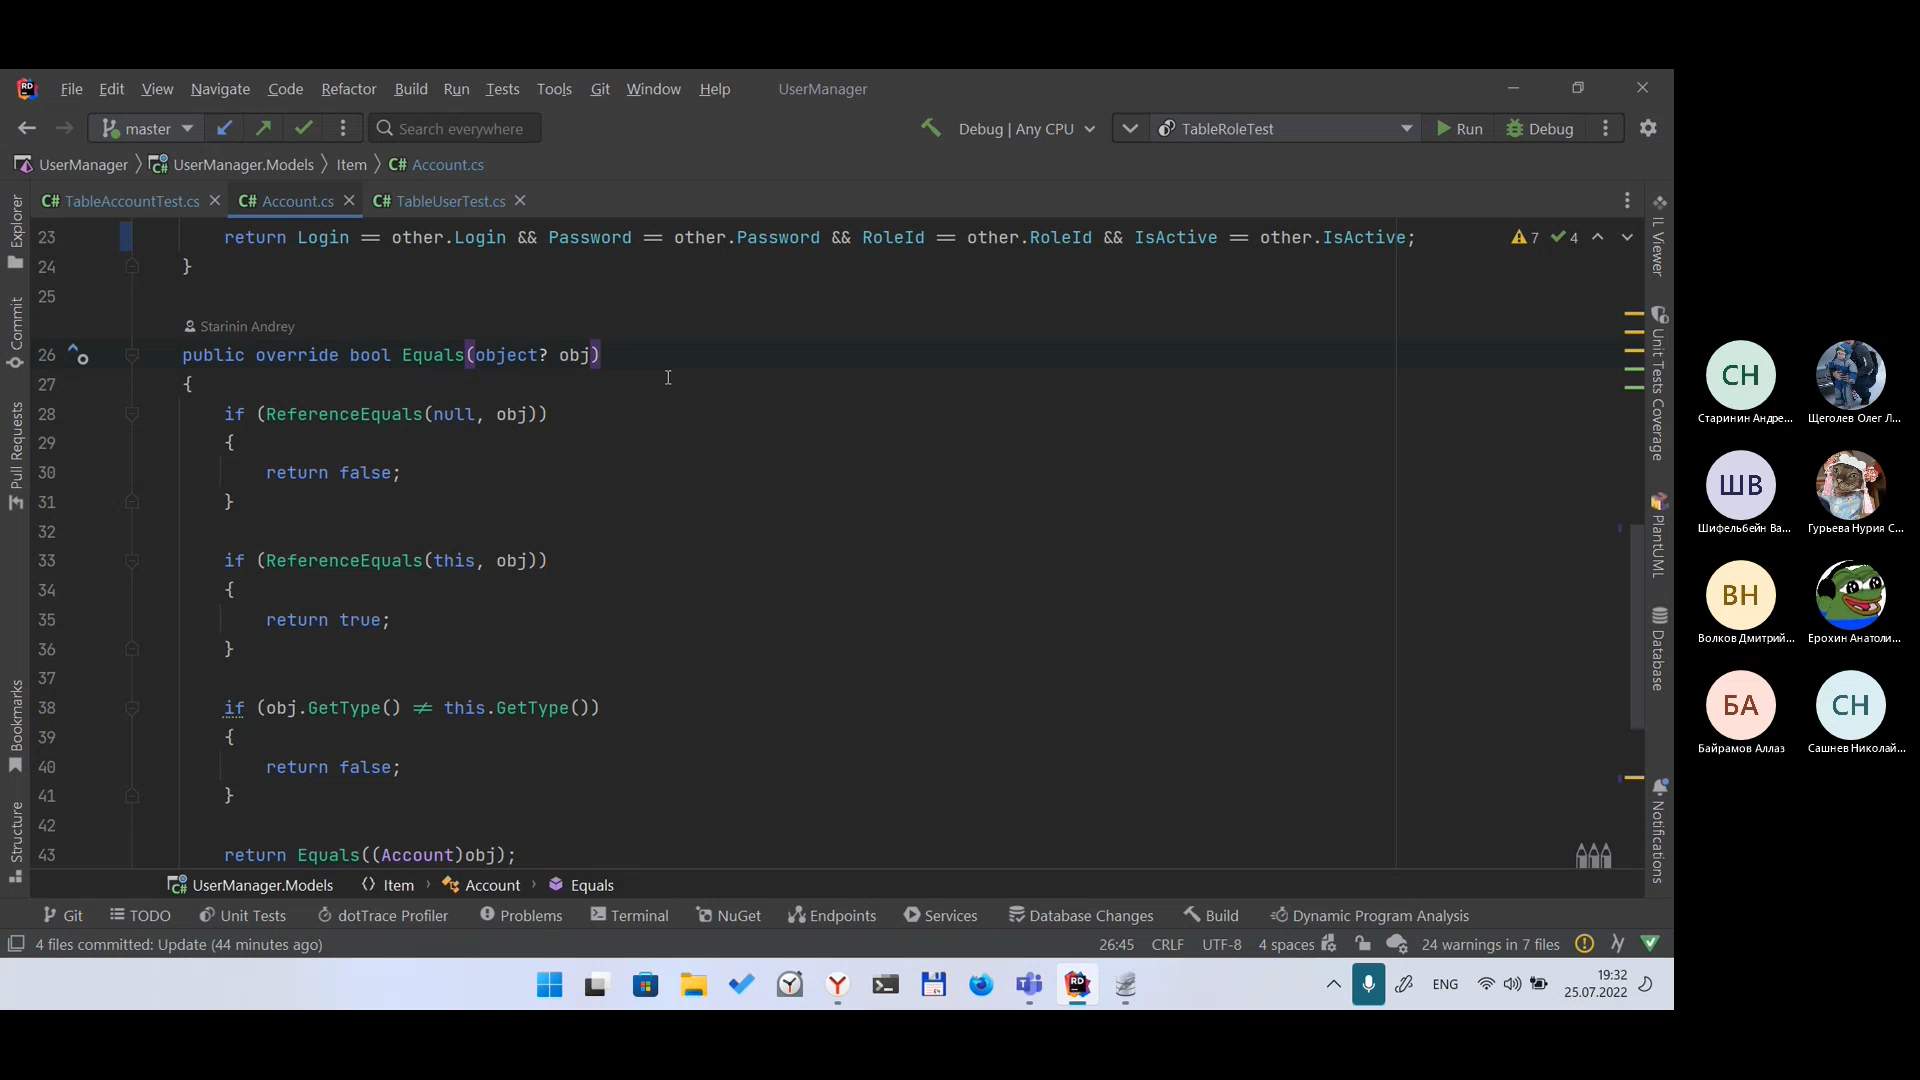 File Edit View Navigate Code Refactor Build Run Tests Tools Git Window Help UserManager
master Search everywhere Debug | Any CPU TableRoleTest Run Debug
UserManager UserManager.Models Item C# Account.cs
C# TableAccountTest.cs C# Account.cs C# TableUserTest.cs
23 return Login == other.Login && Password == other.Password && RoleId == other.RoleId && IsActive == other.IsActive; 7 4
24 }
25
Starinin Andrey
26 public override bool Equals(object? obj)
27 {
28 if (ReferenceEquals(null, obj))
29 {
30 return false;
31 }
32
33 if (ReferenceEquals(this, obj))
34 {
35 return true;
36 }
37
38 if (obj.GetType() ≠ this.GetType())
39 {
40 return false;
41 }
42
43 return Equals((Account)obj);
UserManager.Models Item Account Equals
Git TODO Unit Tests dotTrace Profiler Problems Terminal NuGet Endpoints Services Database Changes Build Dynamic Program Analysis
4 files committed: Update (44 minutes ago) 26:45 CRLF UTF-8 4 spaces 24 warnings in 7 files
ENG 19:32
25.07.2022
Explorer
Commit
Pull Requests
Bookmarks
Structure
IL Viewer
Unit Tests Coverage
PlantUML
Database
Notifications
СН
Старинин Андре... Щеголев Олег Л...
ШВ
Шифельбейн Ва... Гурьева Нурия С...
ВН
Волков Дмитрий... Ерохин Анатоли...
БА СН
Байрамов Аллаз Сашнев Николай...